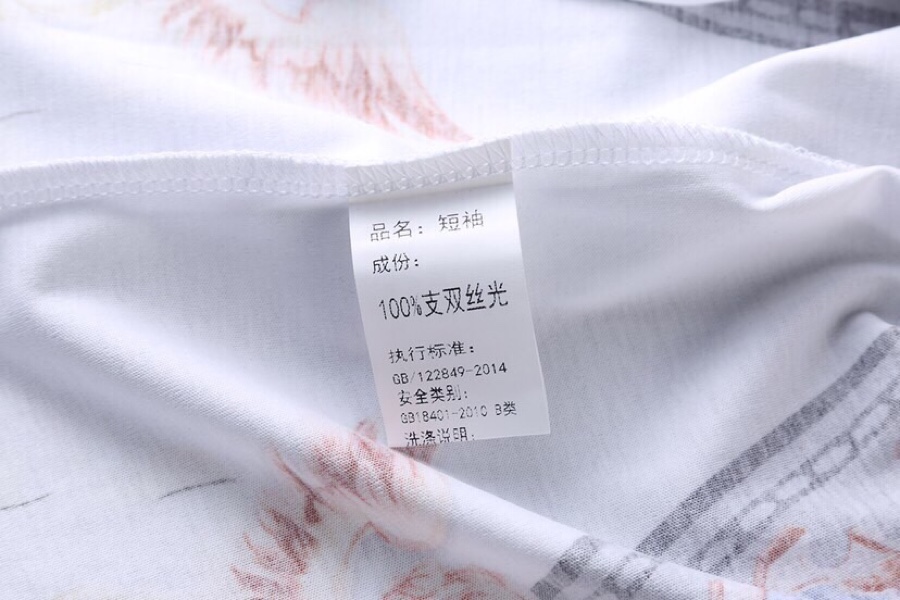 品名：短袖
成份：
100%支双丝光
执行标准：
GB/122849-2014
安全类别：
GB18401-2010 B类
洗涤说明：